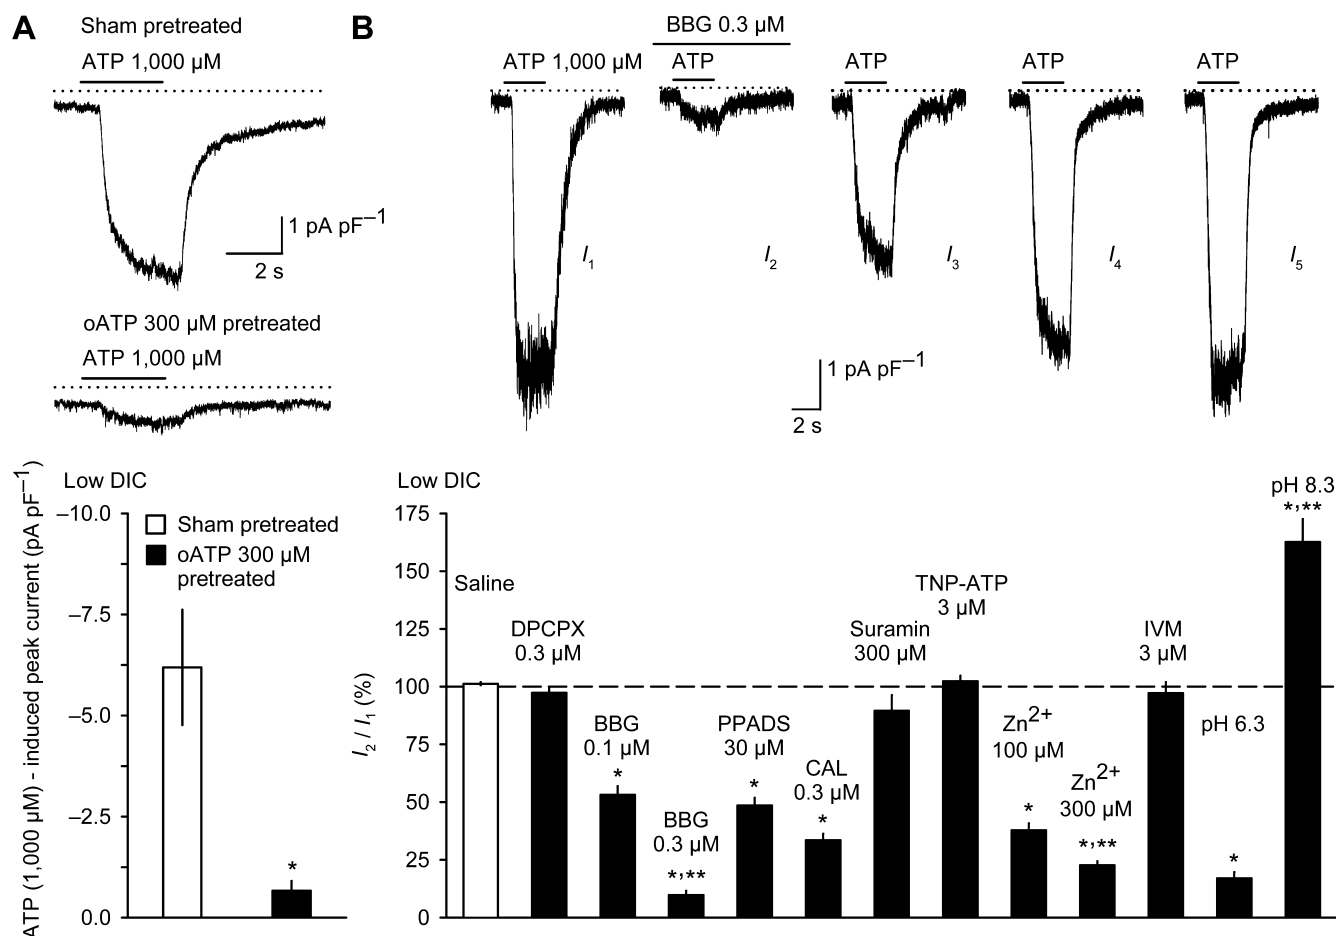 A
Sham pretreated
ATP 1,000 µM
1 pA pF⁻¹
2 s
oATP 300 µM pretreated
ATP 1,000 µM
B
BBG 0.3 µM
ATP 1,000 µM
ATP
ATP
ATP
ATP
I₁
I₂
I₃
I₄
I₅
1 pA pF⁻¹
2 s
Low DIC
ATP (1,000 µM) - induced peak current (pA pF⁻¹)
–10.0
–7.5
–5.0
–2.5
0.0
Sham pretreated
oATP 300 µM
pretreated
*
Low DIC
I₂ / I₁ (%)
175
150
125
100
75
50
25
0
Saline
DPCPX
0.3 µM
BBG
0.1 µM
*
BBG
0.3 µM
*,**
PPADS
30 µM
*
CAL
0.3 µM
*
Suramin
300 µM
TNP-ATP
3 µM
Zn²⁺
100 µM
*
Zn²⁺
300 µM
*,**
IVM
3 µM
pH 6.3
*
pH 8.3
*,**